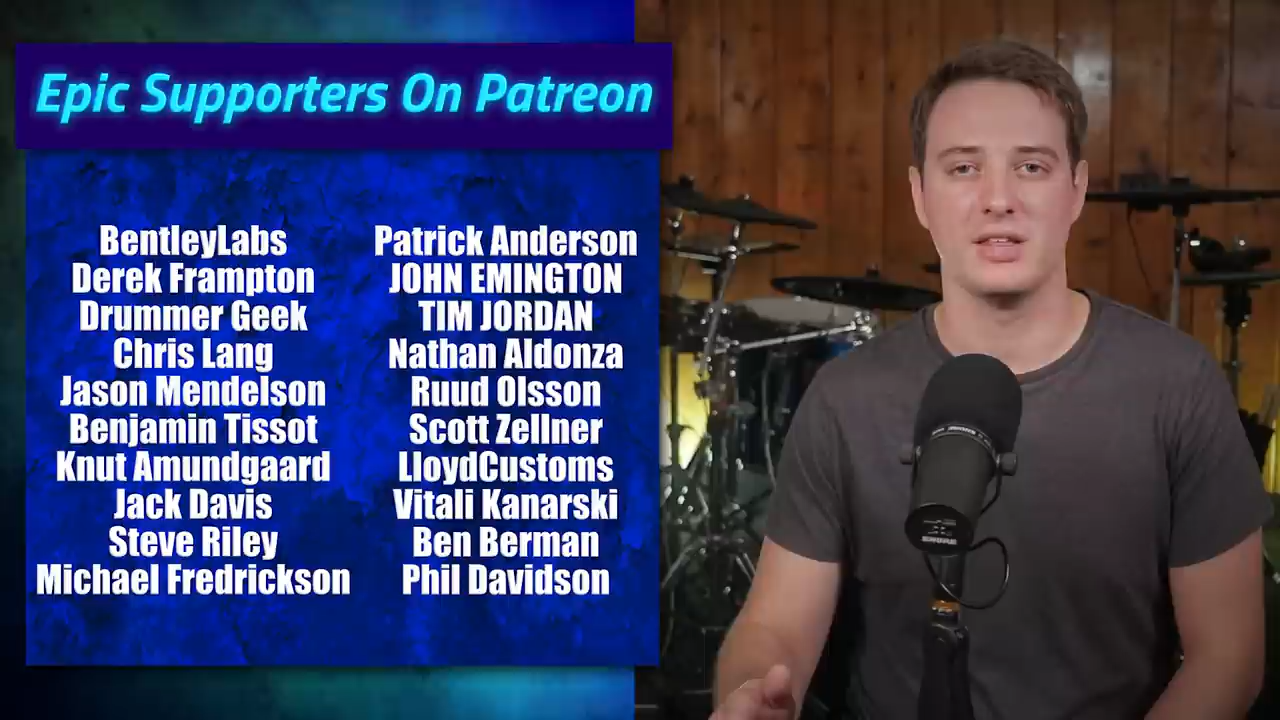 Epic Supporters On Patreon
BentleyLabs
Derek Frampton
Drummer Geek
Chris Lang
Jason Mendelson
Benjamin Tissot
Knut Amundgaard
Jack Davis
Steve Riley
Michael Fredrickson
Patrick Anderson
JOHN EMINGTON
TIM JORDAN
Nathan Aldonza
Ruud Olsson
Scott Zellner
LloydCustoms
Vitali Kanarski
Ben Berman
Phil Davidson